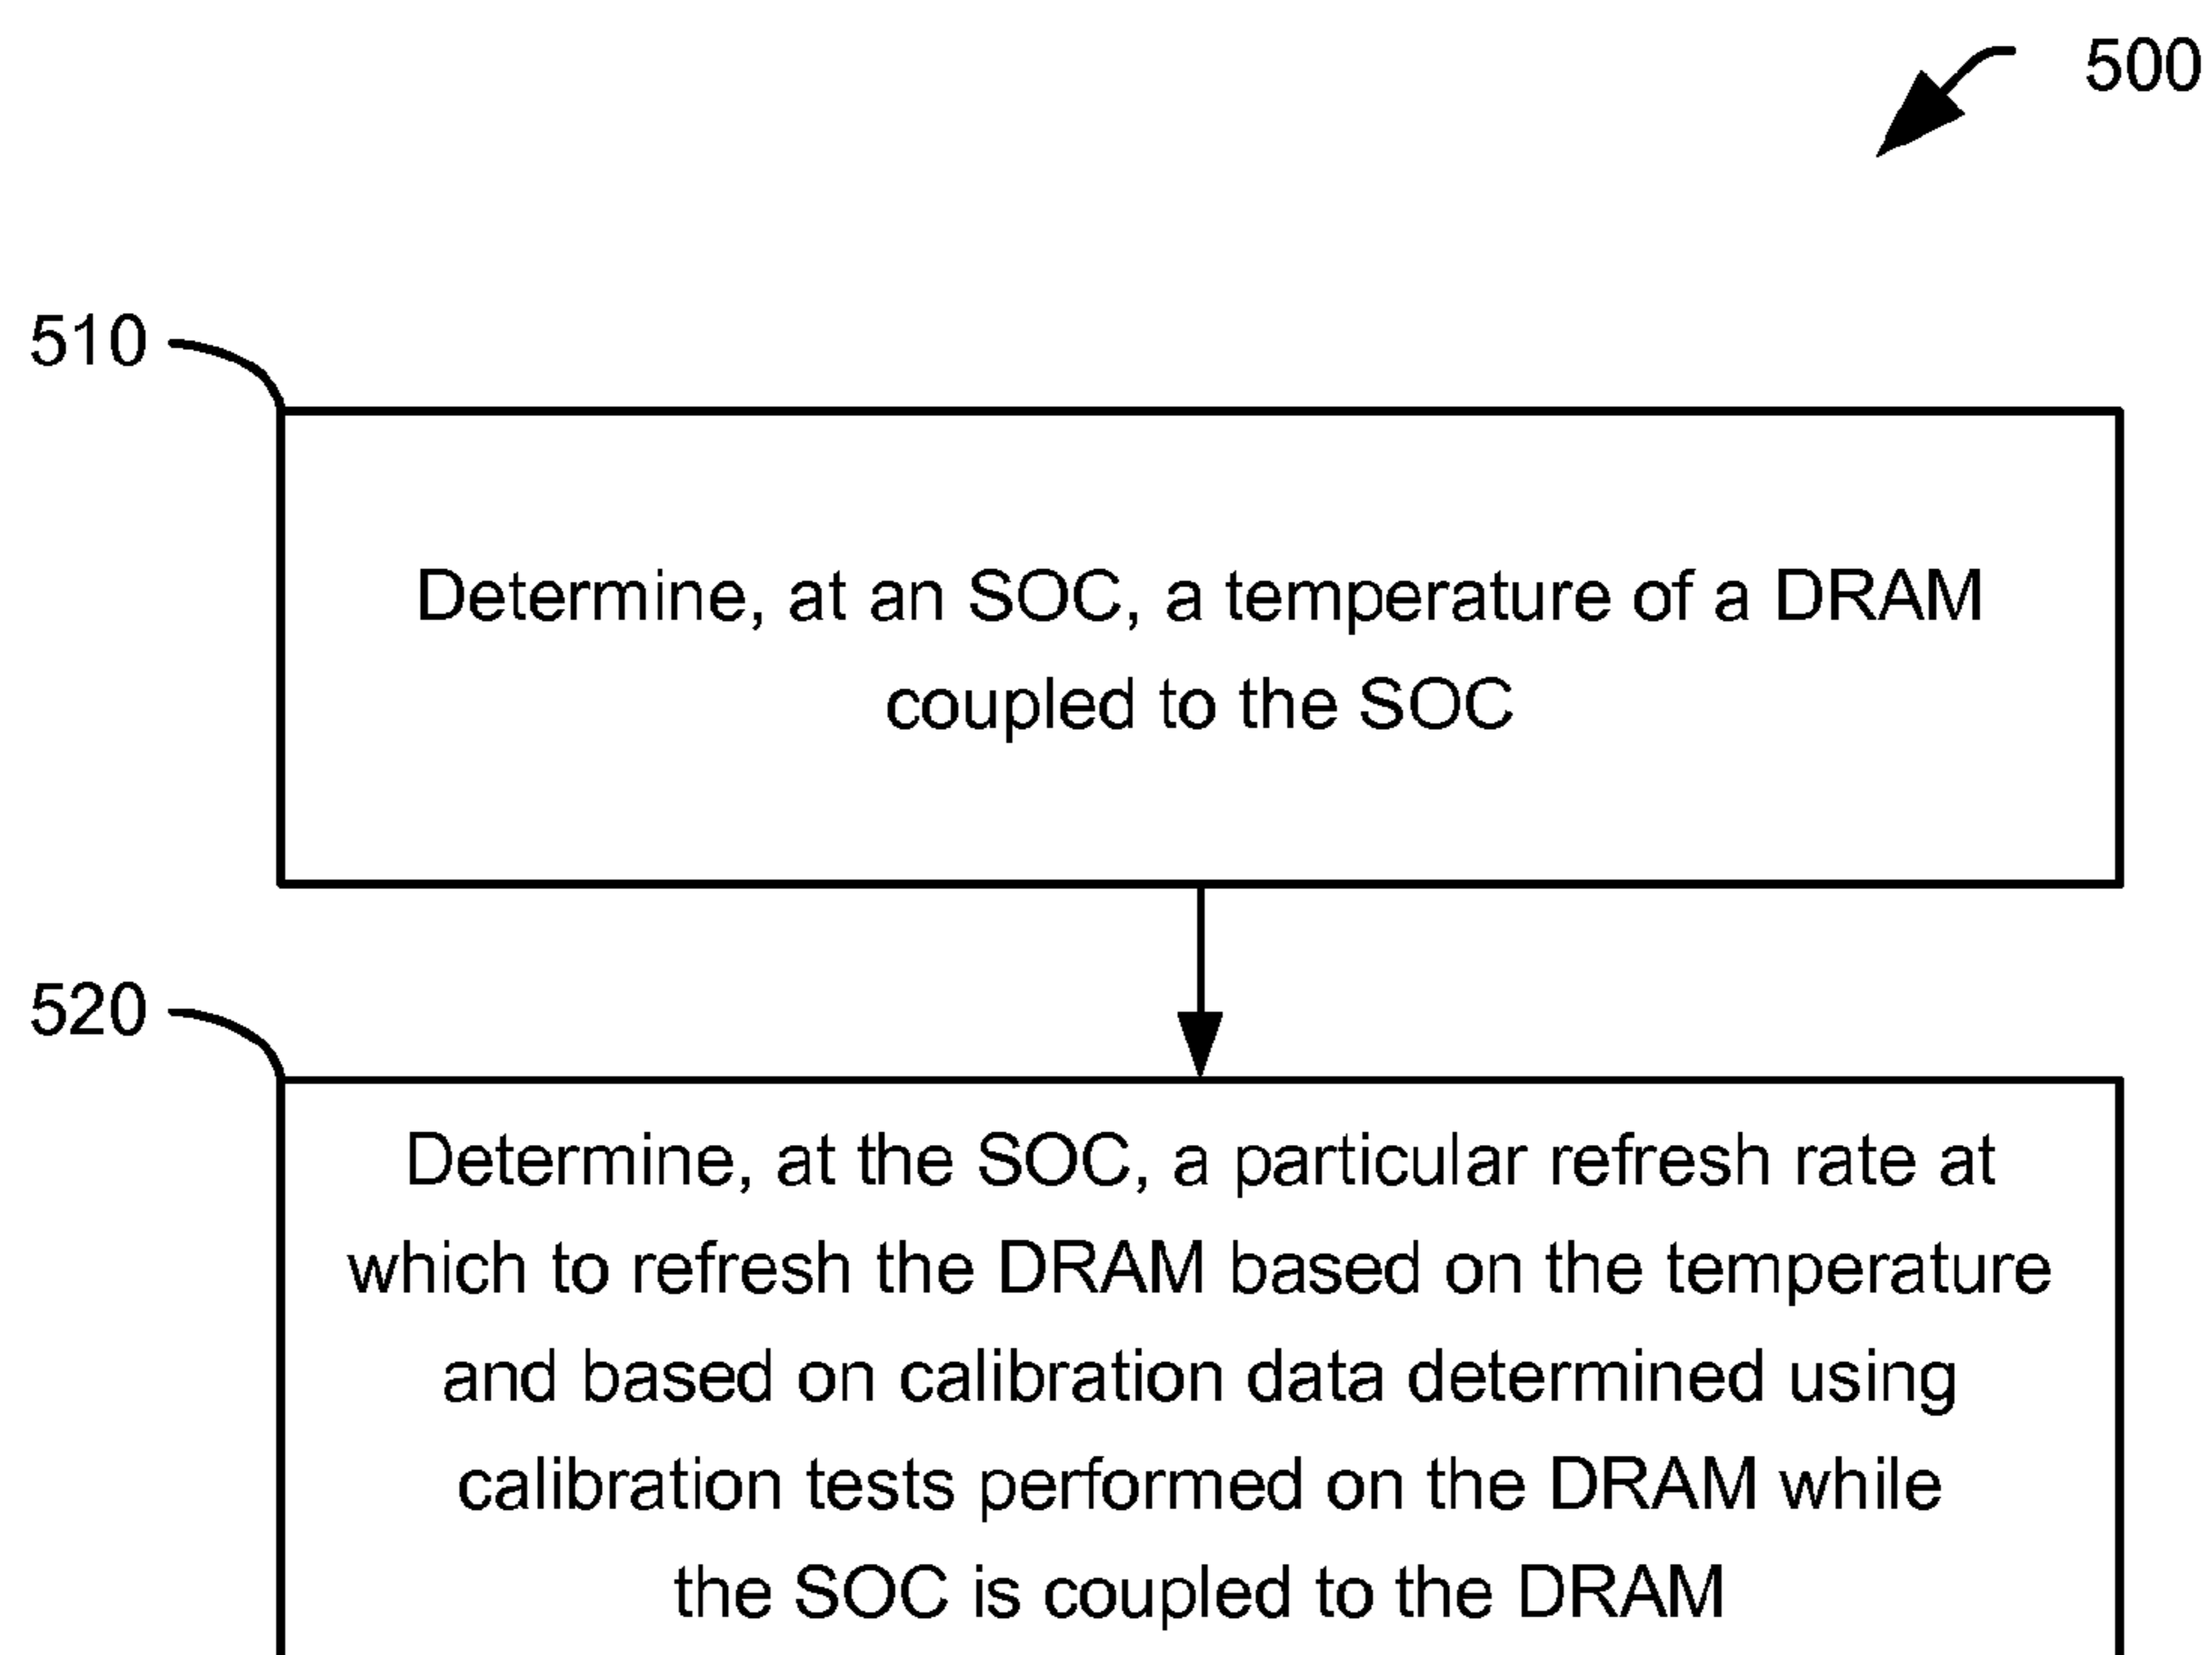 500
510
Determine, at an SOC, a temperature of a DRAM
coupled to the SOC
520
Determine, at the SOC, a particular refresh rate at
which to refresh the DRAM based on the temperature
and based on calibration data determined using
calibration tests performed on the DRAM while
the SOC is coupled to the DRAM